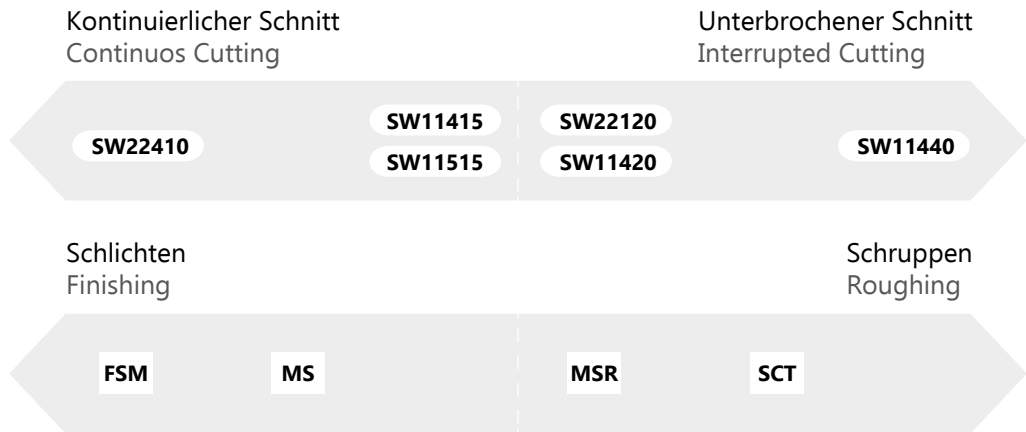 Kontinuierlicher Schnitt
Continuos Cutting
Unterbrochener Schnitt
Interrupted Cutting
SW22410
SW11415
SW11515
SW22120
SW11420
SW11440
Schlichten
Finishing
Schruppen
Roughing
FSM
MS
MSR
SCT